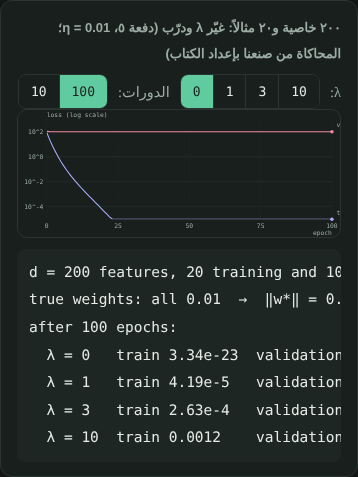 ٢٠٠ خاصية و٢٠ مثالاً: غيّر λ ودرّب (دفعة ٥، η = 0.01؛
المحاكاة من صنعنا بإعداد الكتاب)
λ: 0 1 3 10 الدورات: 100 10
loss (log scale)
v
10^2
10^0
10^-2
10^-4
t
0 25 50 75 100
epoch
d = 200 features, 20 training and 10
true weights: all 0.01 → ‖w*‖ = 0.
after 100 epochs:
λ = 0 train 3.34e-23 validation
λ = 1 train 4.19e-5 validation
λ = 3 train 2.63e-4 validation
λ = 10 train 0.0012 validation